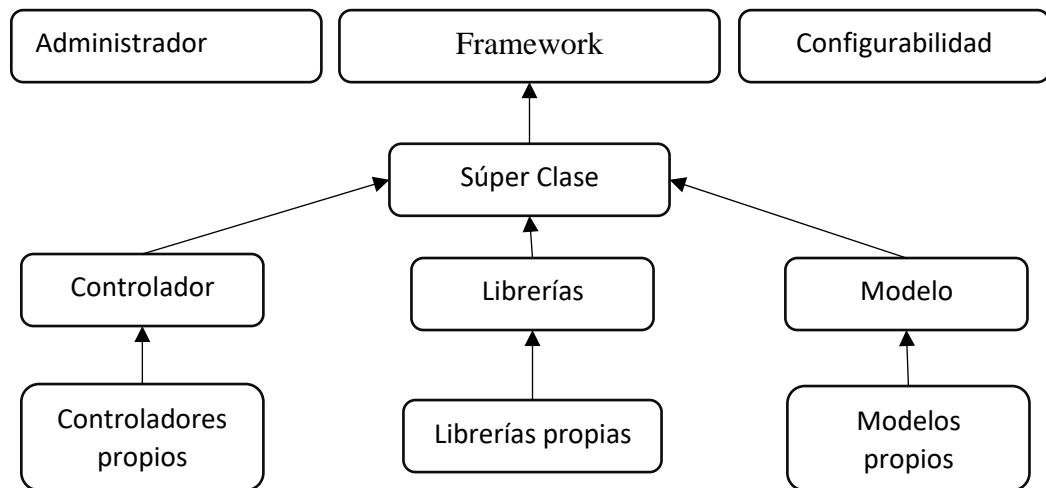 Administrador
Framework
Configurabilidad
Súper Clase
Controlador
Librerías
Modelo
Controladores
propios
Librerías propias
Modelos
propios